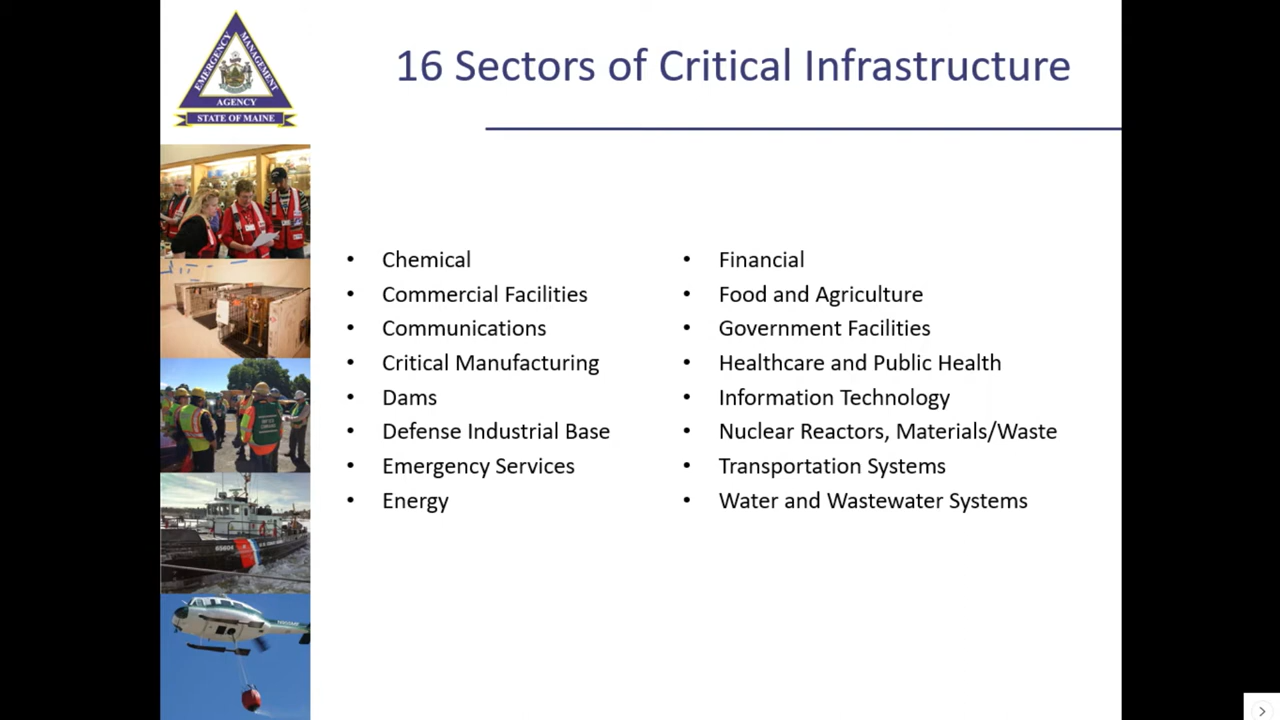 EMERGENCY MANAGEMENT
AGENCY
STATE OF MAINE
16 Sectors of Critical Infrastructure
• Chemical
• Commercial Facilities
• Communications
• Critical Manufacturing
• Dams
• Defense Industrial Base
• Emergency Services
• Energy
• Financial
• Food and Agriculture
• Government Facilities
• Healthcare and Public Health
• Information Technology
• Nuclear Reactors, Materials/Waste
• Transportation Systems
• Water and Wastewater Systems